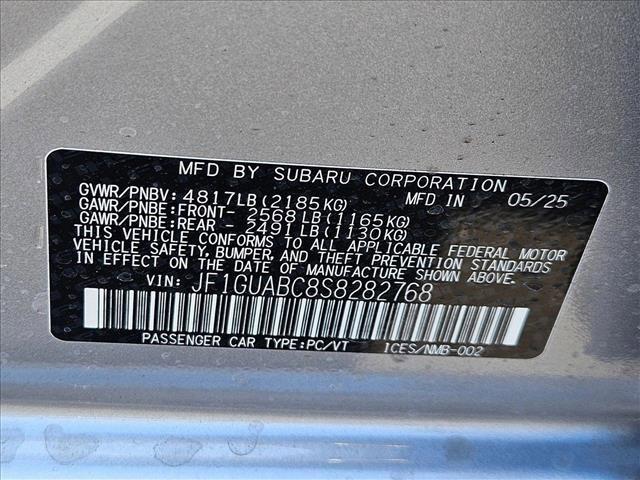 MFD BY SUBARU CORPORATION
GVWR/PNBV: 4817LB(2185KG) MFD IN 05/25
GAWR/PNBE:FRONT- 2568LB(1165KG)
GAWR/PNBE:REAR - 2491LB(1130KG)
THIS VEHICLE CONFORMS TO ALL APPLICABLE FEDERAL MOTOR
VEHICLE SAFETY, BUMPER, AND THEFT PREVENTION STANDARDS
IN EFFECT ON THE DATE OF MANUFACTURE SHOWN ABOVE.
VIN: JF1GUABC8S8282768
PASSENGER CAR TYPE:PC/VT ICES/NMB-002